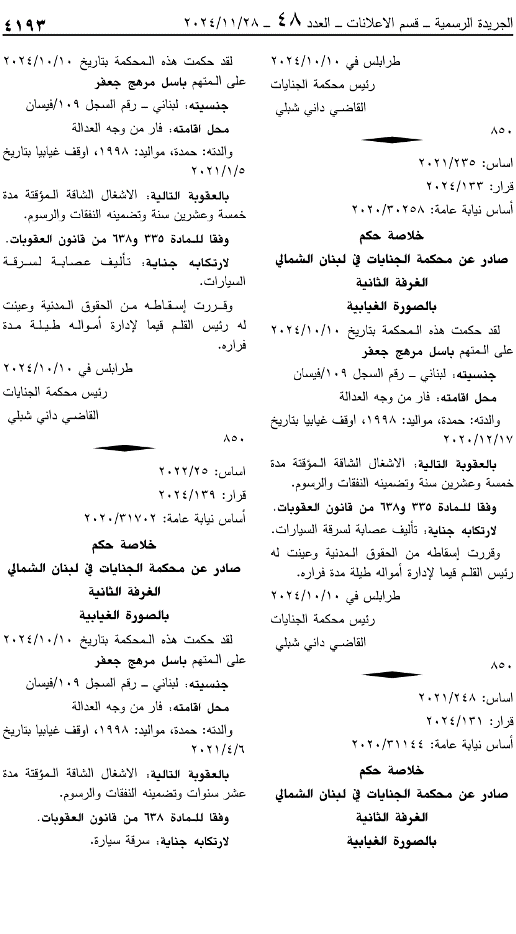 الجريدة الرسمية – قسم الاعلانات – العدد ٤٨ – ٢٠٢٤/١١/٢٨
٤١٩٣
طرابلس في ٢٠٢٤/١٠/١٠
رئيس محكمة الجنايات
القاضي داني شبلي
٨٥٠
اساس: ٢٠٢١/٢٣٥
قرار: ٢٠٢٤/١٣٣
أساس نيابة عامة: ٢٠٢٠/٣٠٢٥٨
خلاصة حكم
صادر عن محكمة الجنايات في لبنان الشمالي
الغرفة الثانية
بالصورة الغيابية
لقد حكمت هذه المحكمة بتاريخ ٢٠٢٤/١٠/١٠
على المتهم باسل مرهج جعفر
جنسيته: لبناني – رقم السجل ١٠٩/فيسان
محل اقامته: فار من وجه العدالة
والدته: حمدة، مواليد: ١٩٩٨، اوقف غيابيا بتاريخ
٢٠٢٠/١٢/١٧
بالعقوبة التالية: الاشغال الشاقة المؤقتة مدة
خمسة وعشرين سنة وتضمينه النفقات والرسوم.
وفقا للمادة ٣٣٥ و٦٣٨ من قانون العقوبات.
لارتكابه جناية: تأليف عصابة لسرقة السيارات.
وقررت إسقاطه من الحقوق المدنية وعينت له
رئيس القلم قيما لإدارة أمواله طيلة مدة فراره.
طرابلس في ٢٠٢٤/١٠/١٠
رئيس محكمة الجنايات
القاضي داني شبلي
٨٥٠
اساس: ٢٠٢١/٢٤٨
قرار: ٢٠٢٤/١٣١
أساس نيابة عامة: ٢٠٢٠/٣١١٤٤
خلاصة حكم
صادر عن محكمة الجنايات في لبنان الشمالي
الغرفة الثانية
بالصورة الغيابية
لقد حكمت هذه المحكمة بتاريخ ٢٠٢٤/١٠/١٠
على المتهم باسل مرهج جعفر
جنسيته: لبناني – رقم السجل ١٠٩/فيسان
محل اقامته: فار من وجه العدالة
والدته: حمدة، مواليد: ١٩٩٨، اوقف غيابيا بتاريخ
٢٠٢١/١/٥
بالعقوبة التالية: الاشغال الشاقة المؤقتة مدة
خمسة وعشرين سنة وتضمينه النفقات والرسوم.
وفقا للمادة ٣٣٥ و٦٣٨ من قانون العقوبات.
لارتكابه جناية: تأليف عصابة لسرقة
السيارات.
وقررت إسقاطه من الحقوق المدنية وعينت
له رئيس القلم قيما لإدارة أمواله طيلة مدة
فراره.
طرابلس في ٢٠٢٤/١٠/١٠
رئيس محكمة الجنايات
القاضي داني شبلي
٨٥٠
اساس: ٢٠٢٢/٢٥
قرار: ٢٠٢٤/١٣٩
أساس نيابة عامة: ٢٠٢٠/٣١٧٠٢
خلاصة حكم
صادر عن محكمة الجنايات في لبنان الشمالي
الغرفة الثانية
بالصورة الغيابية
لقد حكمت هذه المحكمة بتاريخ ٢٠٢٤/١٠/١٠
على المتهم باسل مرهج جعفر
جنسيته: لبناني – رقم السجل ١٠٩/فيسان
محل اقامته: فار من وجه العدالة
والدته: حمدة، مواليد: ١٩٩٨، اوقف غيابيا بتاريخ
٢٠٢١/٤/٦
بالعقوبة التالية: الاشغال الشاقة المؤقتة مدة
عشر سنوات وتضمينه النفقات والرسوم.
وفقا للمادة ٦٣٨ من قانون العقوبات.
لارتكابه جناية: سرقة سيارة.